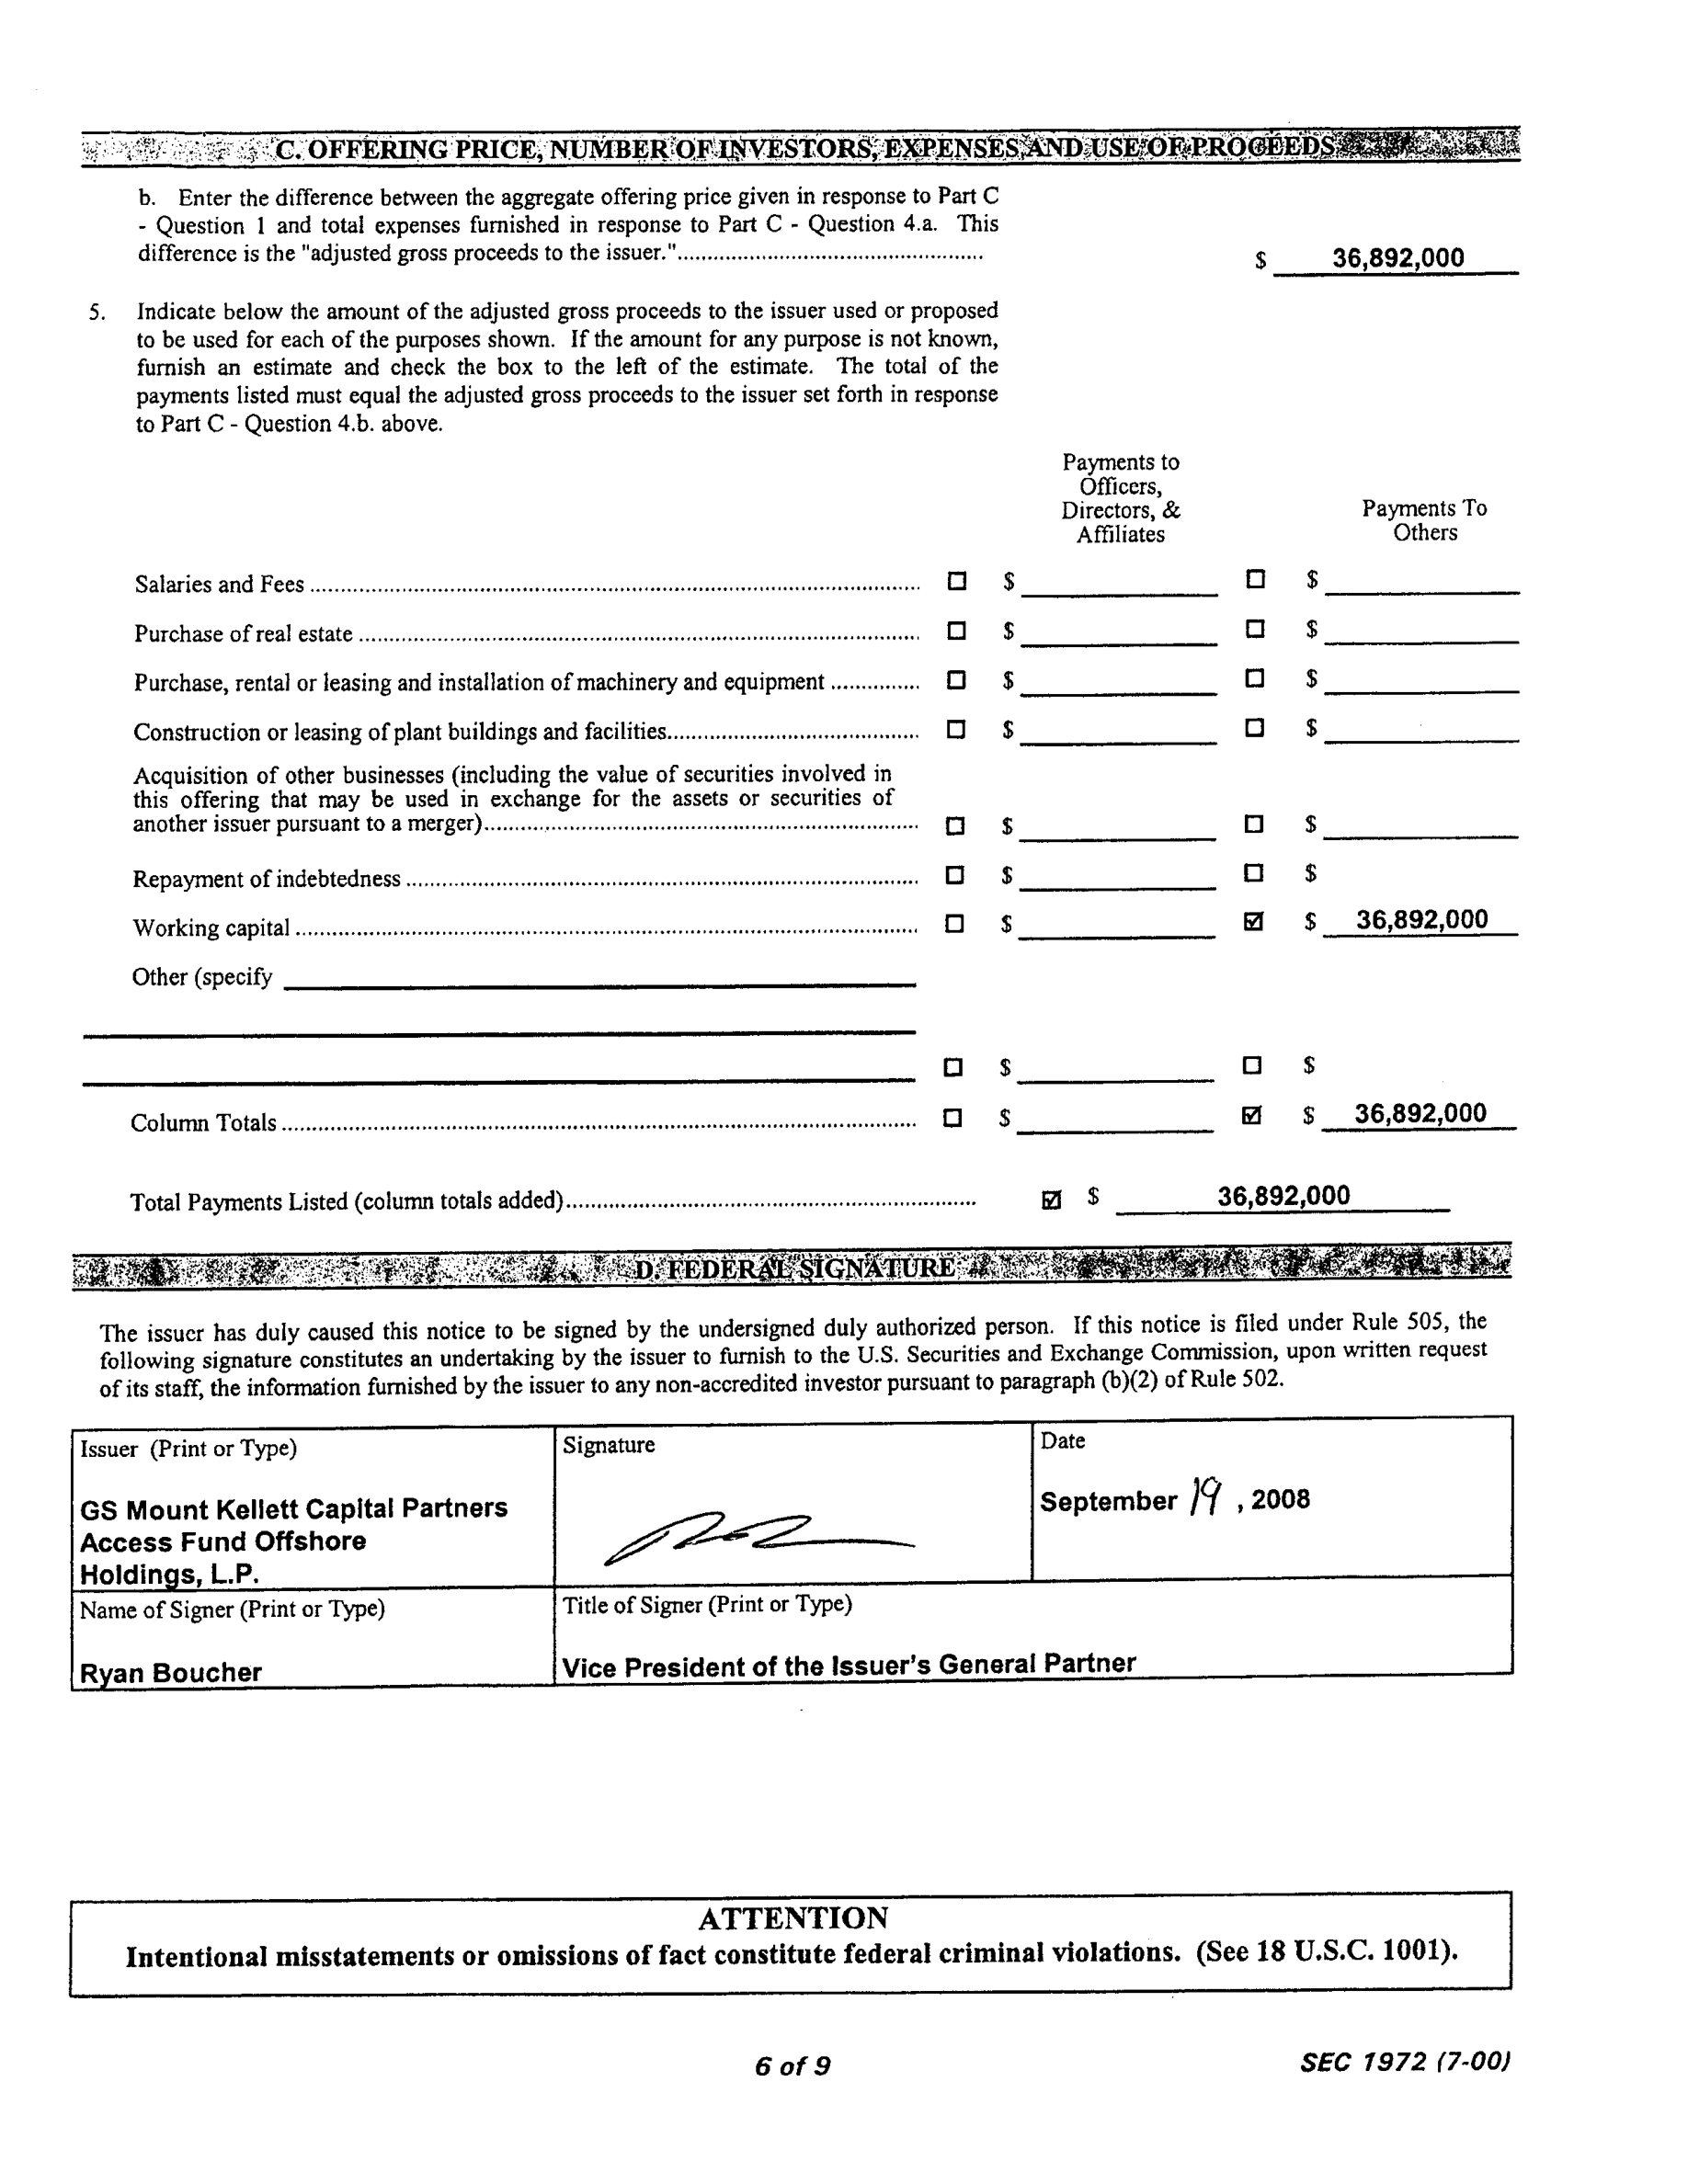 C. OFFERING PRICE, NUMBER OF INVESTORS, EXPENSES AND USE OF PROCEEDS
b. Enter the difference between the aggregate offering price given in response to Part C
- Question 1 and total expenses furnished in response to Part C - Question 4.a. This
difference is the "adjusted gross proceeds to the issuer."................................................... $ 36,892,000
5. Indicate below the amount of the adjusted gross proceeds to the issuer used or proposed
to be used for each of the purposes shown. If the amount for any purpose is not known,
furnish an estimate and check the box to the left of the estimate. The total of the
payments listed must equal the adjusted gross proceeds to the issuer set forth in response
to Part C - Question 4.b. above.
Payments to
Officers,
Directors, &
Affiliates
Payments To
Others
Salaries and Fees .................................................. ☐ $ ☐ $
Purchase of real estate .................................................. ☐ $ ☐ $
Purchase, rental or leasing and installation of machinery and equipment ............... ☐ $ ☐ $
Construction or leasing of plant buildings and facilities.......................................... ☐ $ ☐ $
Acquisition of other businesses (including the value of securities involved in
this offering that may be used in exchange for the assets or securities of
another issuer pursuant to a merger).................................................. ☐ $ ☐ $
Repayment of indebtedness .................................................. ☐ $ ☐ $
Working capital .................................................. ☐ $ ☑ $ 36,892,000
Other (specify
☐ $ ☐ $
Column Totals .................................................. ☐ $ ☑ $ 36,892,000
Total Payments Listed (column totals added).................................................. ☑ $ 36,892,000
D. FEDERAL SIGNATURE
The issuer has duly caused this notice to be signed by the undersigned duly authorized person. If this notice is filed under Rule 505, the
following signature constitutes an undertaking by the issuer to furnish to the U.S. Securities and Exchange Commission, upon written request
of its staff, the information furnished by the issuer to any non-accredited investor pursuant to paragraph (b)(2) of Rule 502.
Issuer (Print or Type)
GS Mount Kellett Capital Partners
Access Fund Offshore
Holdings, L.P.
Signature
Date
September 19, 2008
Name of Signer (Print or Type)
Ryan Boucher
Title of Signer (Print or Type)
Vice President of the Issuer's General Partner
ATTENTION
Intentional misstatements or omissions of fact constitute federal criminal violations. (See 18 U.S.C. 1001).
6 of 9
SEC 1972 (7-00)